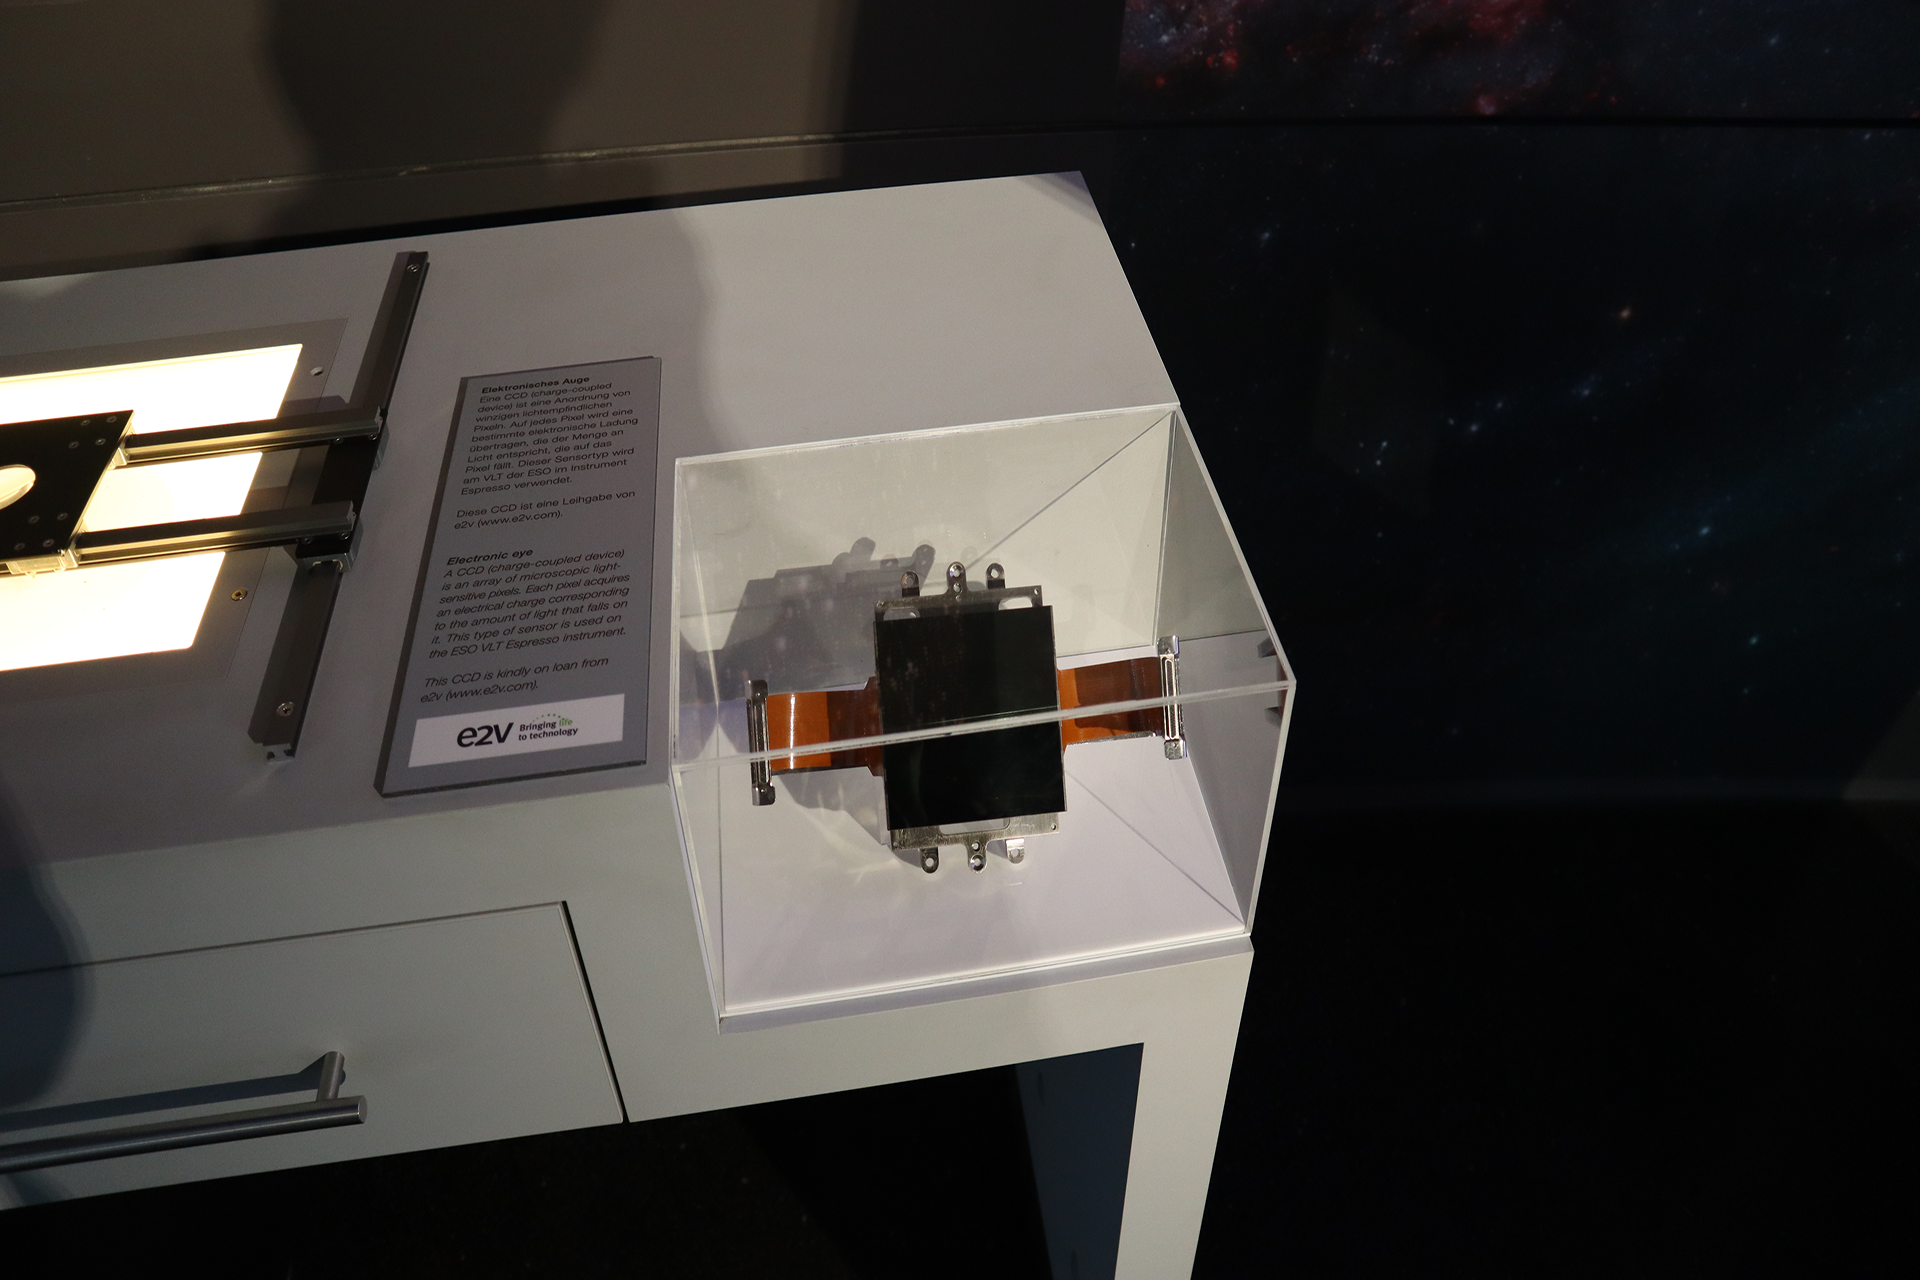 Elektronisches Auge
Eine CCD (charge-coupled
device) ist eine Anordnung von
winzigen lichtempfindlichen
Pixeln. Auf jedes Pixel wird eine
bestimmte elektronische Ladung
übertragen, die der Menge an
Licht entspricht, die auf das
Pixel fällt. Dieser Sensortyp wird
am VLT der ESO im Instrument
Espresso verwendet.
Diese CCD ist eine Leihgabe von
e2v (www.e2v.com).
Electronic eye
A CCD (charge-coupled device)
is an array of microscopic light-
sensitive pixels. Each pixel acquires
an electrical charge corresponding
to the amount of light that falls on
it. This type of sensor is used on
the ESO VLT Espresso instrument.
This CCD is kindly on loan from
e2v (www.e2v.com).
e2v Bringing life
to technology